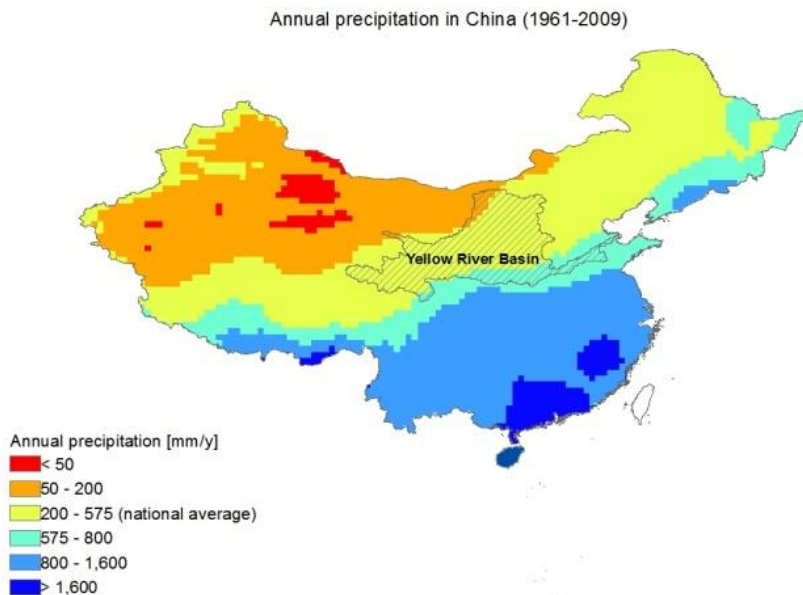 Annual precipitation in China (1961-2009)
Yellow River Basin
Annual precipitation [mm/y]
< 50
50 - 200
200 - 575 (national average)
575 - 800
800 - 1,600
> 1,600